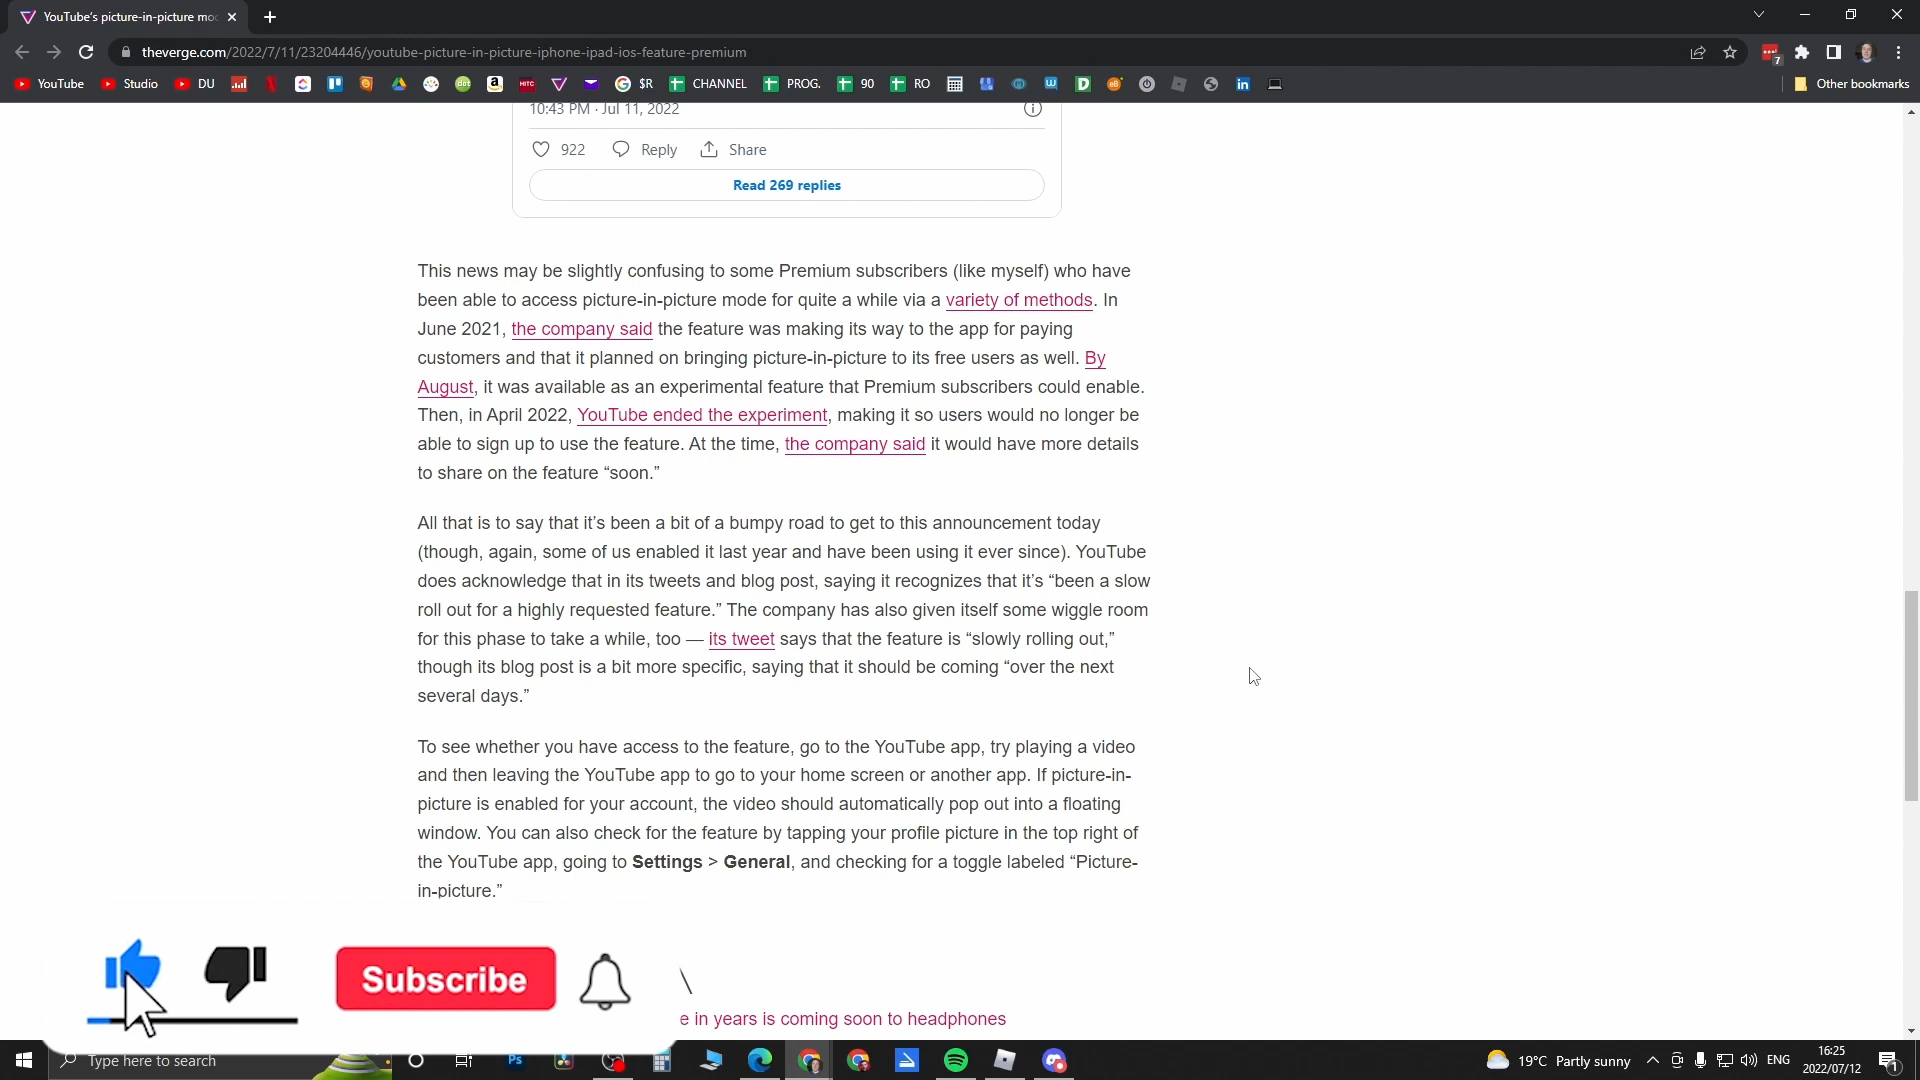 YouTube's picture-in-picture mo
theverge.com/2022/7/11/23204446/youtube-picture-in-picture-iphone-ipad-ios-feature-premium
7
YouTube Studio DU HITC $R CHANNEL PROG. 90 RO Other bookmarks
10:43 PM · Jul 11, 2022
922 Reply Share
Read 269 replies
This news may be slightly confusing to some Premium subscribers (like myself) who have
been able to access picture-in-picture mode for quite a while via a variety of methods. In
June 2021, the company said the feature was making its way to the app for paying
customers and that it planned on bringing picture-in-picture to its free users as well. By
August, it was available as an experimental feature that Premium subscribers could enable.
Then, in April 2022, YouTube ended the experiment, making it so users would no longer be
able to sign up to use the feature. At the time, the company said it would have more details
to share on the feature “soon.”
All that is to say that it’s been a bit of a bumpy road to get to this announcement today
(though, again, some of us enabled it last year and have been using it ever since). YouTube
does acknowledge that in its tweets and blog post, saying it recognizes that it’s “been a slow
roll out for a highly requested feature.” The company has also given itself some wiggle room
for this phase to take a while, too — its tweet says that the feature is “slowly rolling out,”
though its blog post is a bit more specific, saying that it should be coming “over the next
several days.”
To see whether you have access to the feature, go to the YouTube app, try playing a video
and then leaving the YouTube app to go to your home screen or another app. If picture-in-
picture is enabled for your account, the video should automatically pop out into a floating
window. You can also check for the feature by tapping your profile picture in the top right of
the YouTube app, going to Settings > General, and checking for a toggle labeled “Picture-
in-picture.”
Subscribe
e in years is coming soon to headphones
Type here to search
Ps
19°C Partly sunny
ENG
16:25
2022/07/12
1